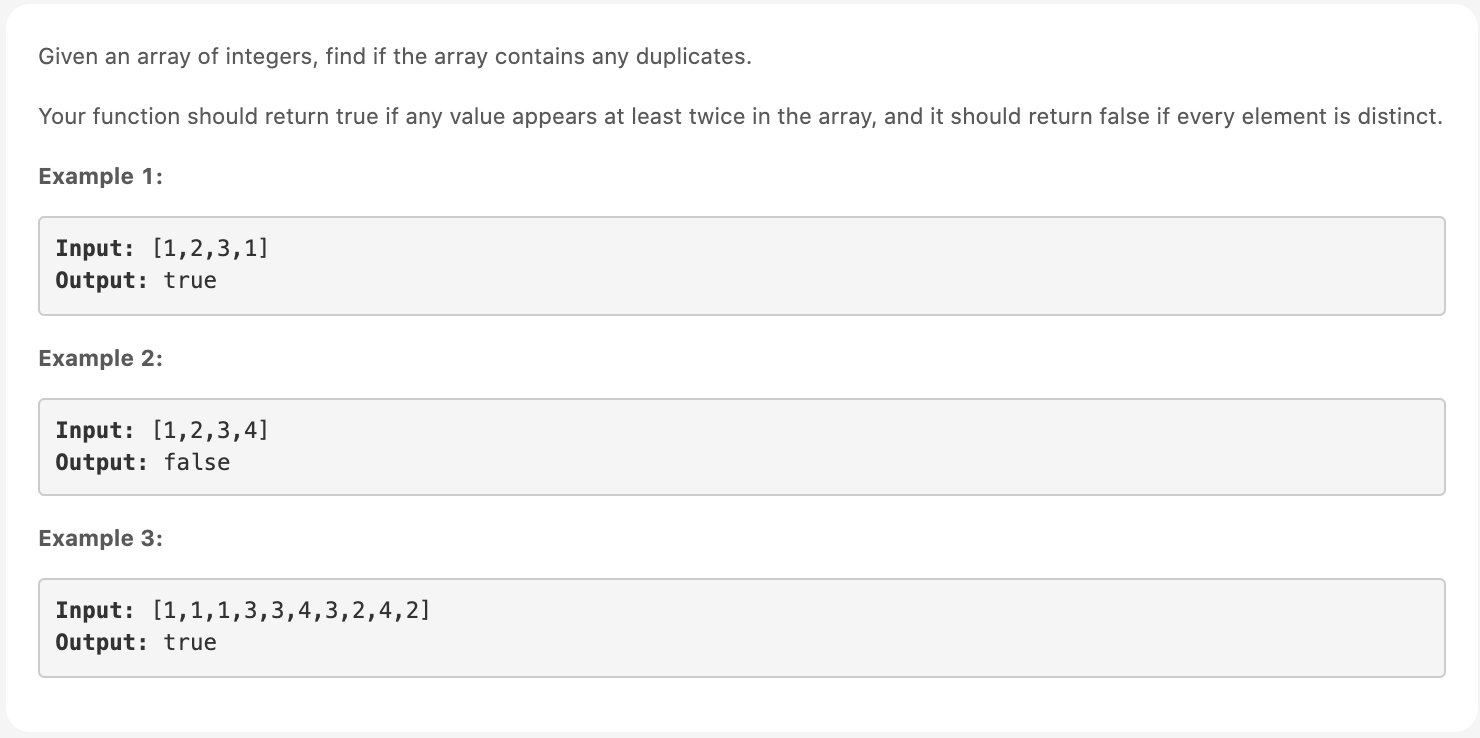 Given an array of integers, find if the array contains any duplicates.
Your function should return true if any value appears at least twice in the array, and it should return false if every element is distinct.
Example 1:
Input: [1,2,3,1]
Output: true
Example 2:
Input: [1,2,3,4]
Output: false
Example 3:
Input: [1,1,1,3,3,4,3,2,4,2]
Output: true